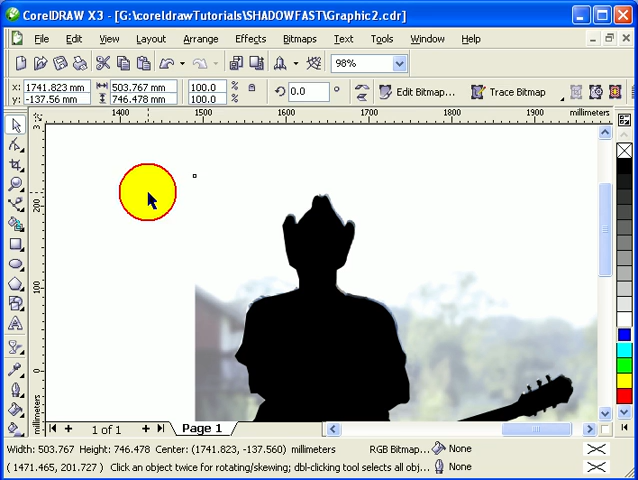 CorelDRAW X3 - [G:\coreldrawTutorials\SHADOWFAST\Graphic2.cdr]
File Edit View Layout Arrange Effects Bitmaps Text Tools Window Help
98%
x: 1741.823 mm 503.767 mm 100.0 % 0.0 ° Edit Bitmap... Trace Bitmap
y: -137.56 mm 746.478 mm 100.0 %
1400 1500 1600 1700 1800 1900 millimeters
200
100
0
millimeters
1 of 1 Page 1
Width: 503.767 Height: 746.478 Center: (1741.823, -137.560) millimeters RGB Bitmap... None
( 1471.465, 201.727 ) Click an object twice for rotating/skewing; dbl-clicking tool selects all obj... None